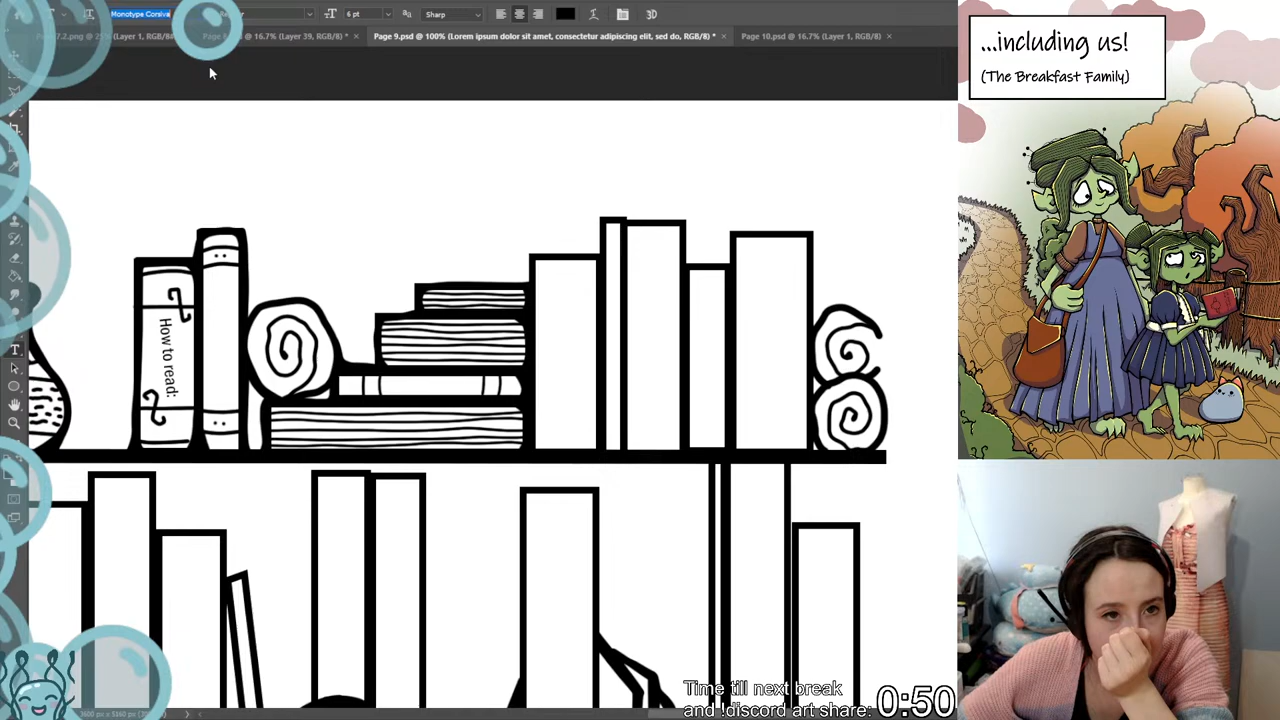 Monotype Corsiva
6 pt
Sharp
3D
Page 9.psd @ 100% (Lorem ipsum dolor sit amet, consectetur adipiscing elit, sed do, RGB/8) *
Page 10.psd @ 16.7% (Layer 1, RGB/8)
...including us!
(The Breakfast Family)
How to read:
Time till next break
and !discord art share: 0:50